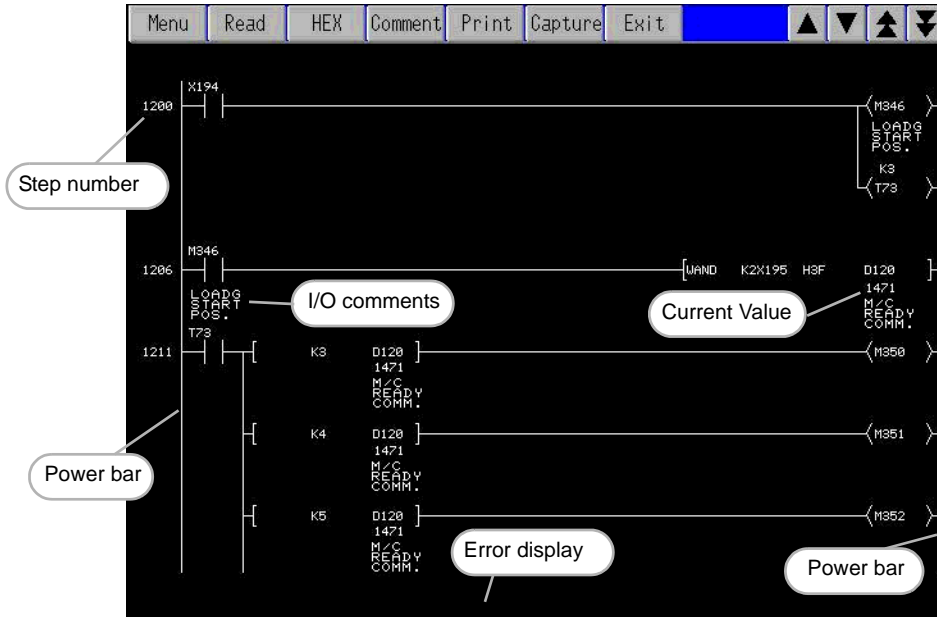 Menu Read HEX Comment Print Capture Exit
X194
1200
M346
LOADG
START
POS.
K3
T73
Step number
M346
1206
WAND K2X195 H3F D120
1471
M/C
READY
COMM.
LOADG
START
POS.
I/O comments
Current Value
T73
1211
K3 D120
1471
M/C
READY
COMM.
M350
K4 D120
1471
M/C
READY
COMM.
M351
Power bar
K5 D120
1471
M/C
READY
COMM.
M352
Error display
Power bar